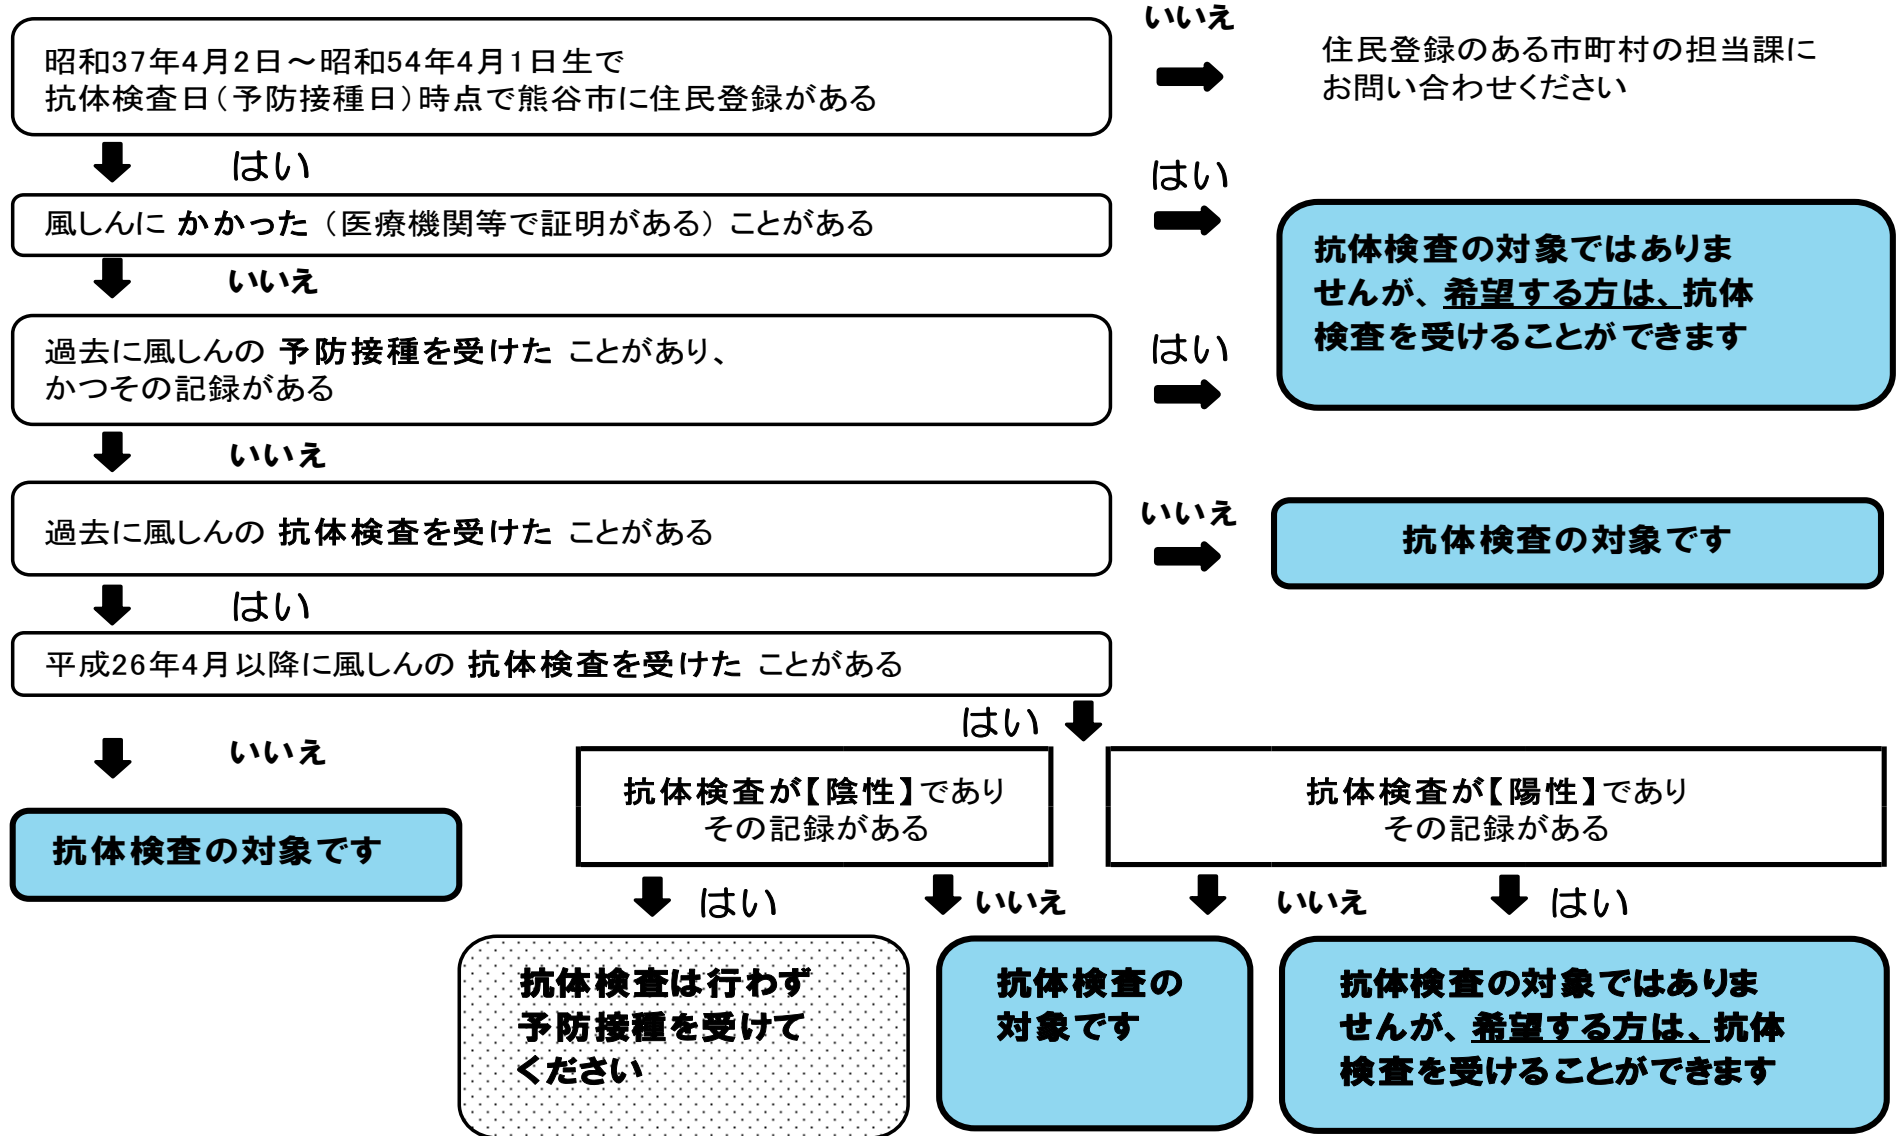 いいえ
昭和37年4月2日～昭和54年4月1日生で
抗体検査日（予防接種日）時点で熊谷市に住民登録がある
住民登録のある市町村の担当課に
お問い合わせください
はい
はい
風しんに かかった （医療機関等で証明がある） ことがある
抗体検査の対象ではありま
せんが、希望する方は、抗体
検査を受けることができます
いいえ
過去に風しんの 予防接種を受けた ことがあり、
かつその記録がある
はい
いいえ
過去に風しんの 抗体検査を受けた ことがある
いいえ
抗体検査の対象です
はい
平成26年4月以降に風しんの 抗体検査を受けた ことがある
はい
いいえ
抗体検査が【陰性】であり
その記録がある
抗体検査が【陽性】であり
その記録がある
抗体検査の対象です
はい
いいえ
いいえ
はい
抗体検査は行わず
予防接種を受けて
ください
抗体検査の
対象です
抗体検査の対象ではありま
せんが、希望する方は、抗体
検査を受けることができます